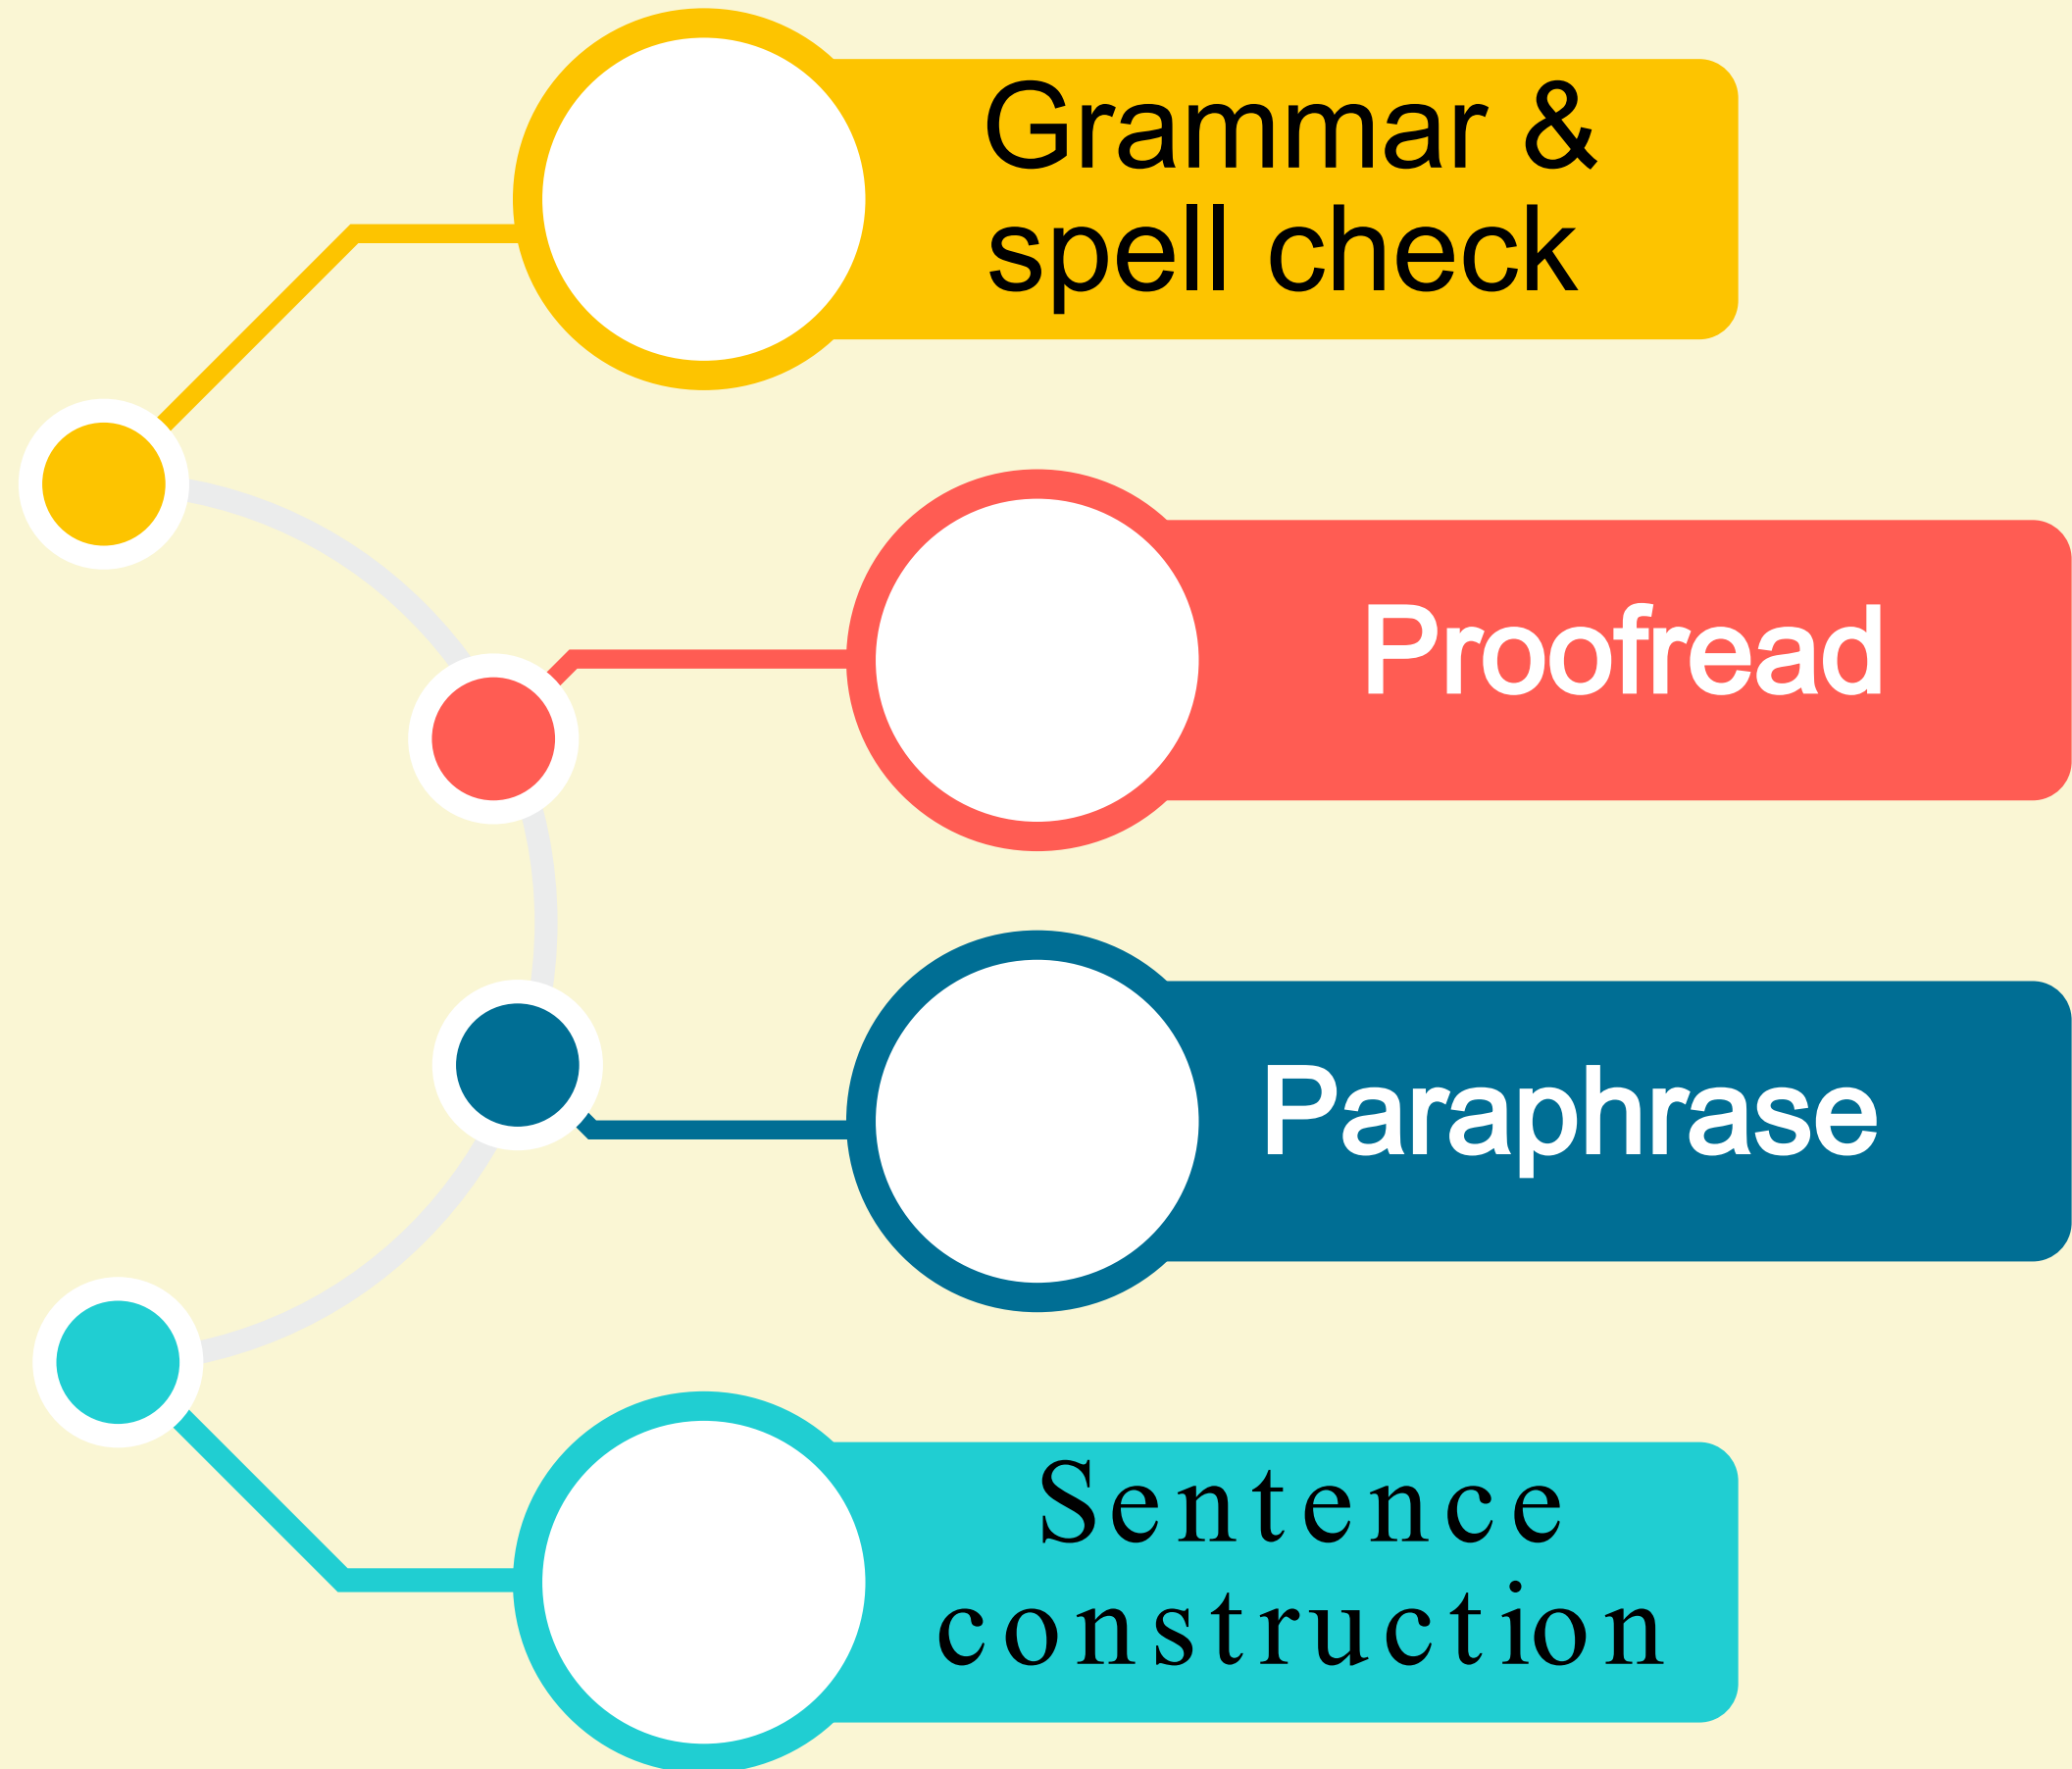 Grammar &
spell check
Proofread
Paraphrase
Sentence
construction